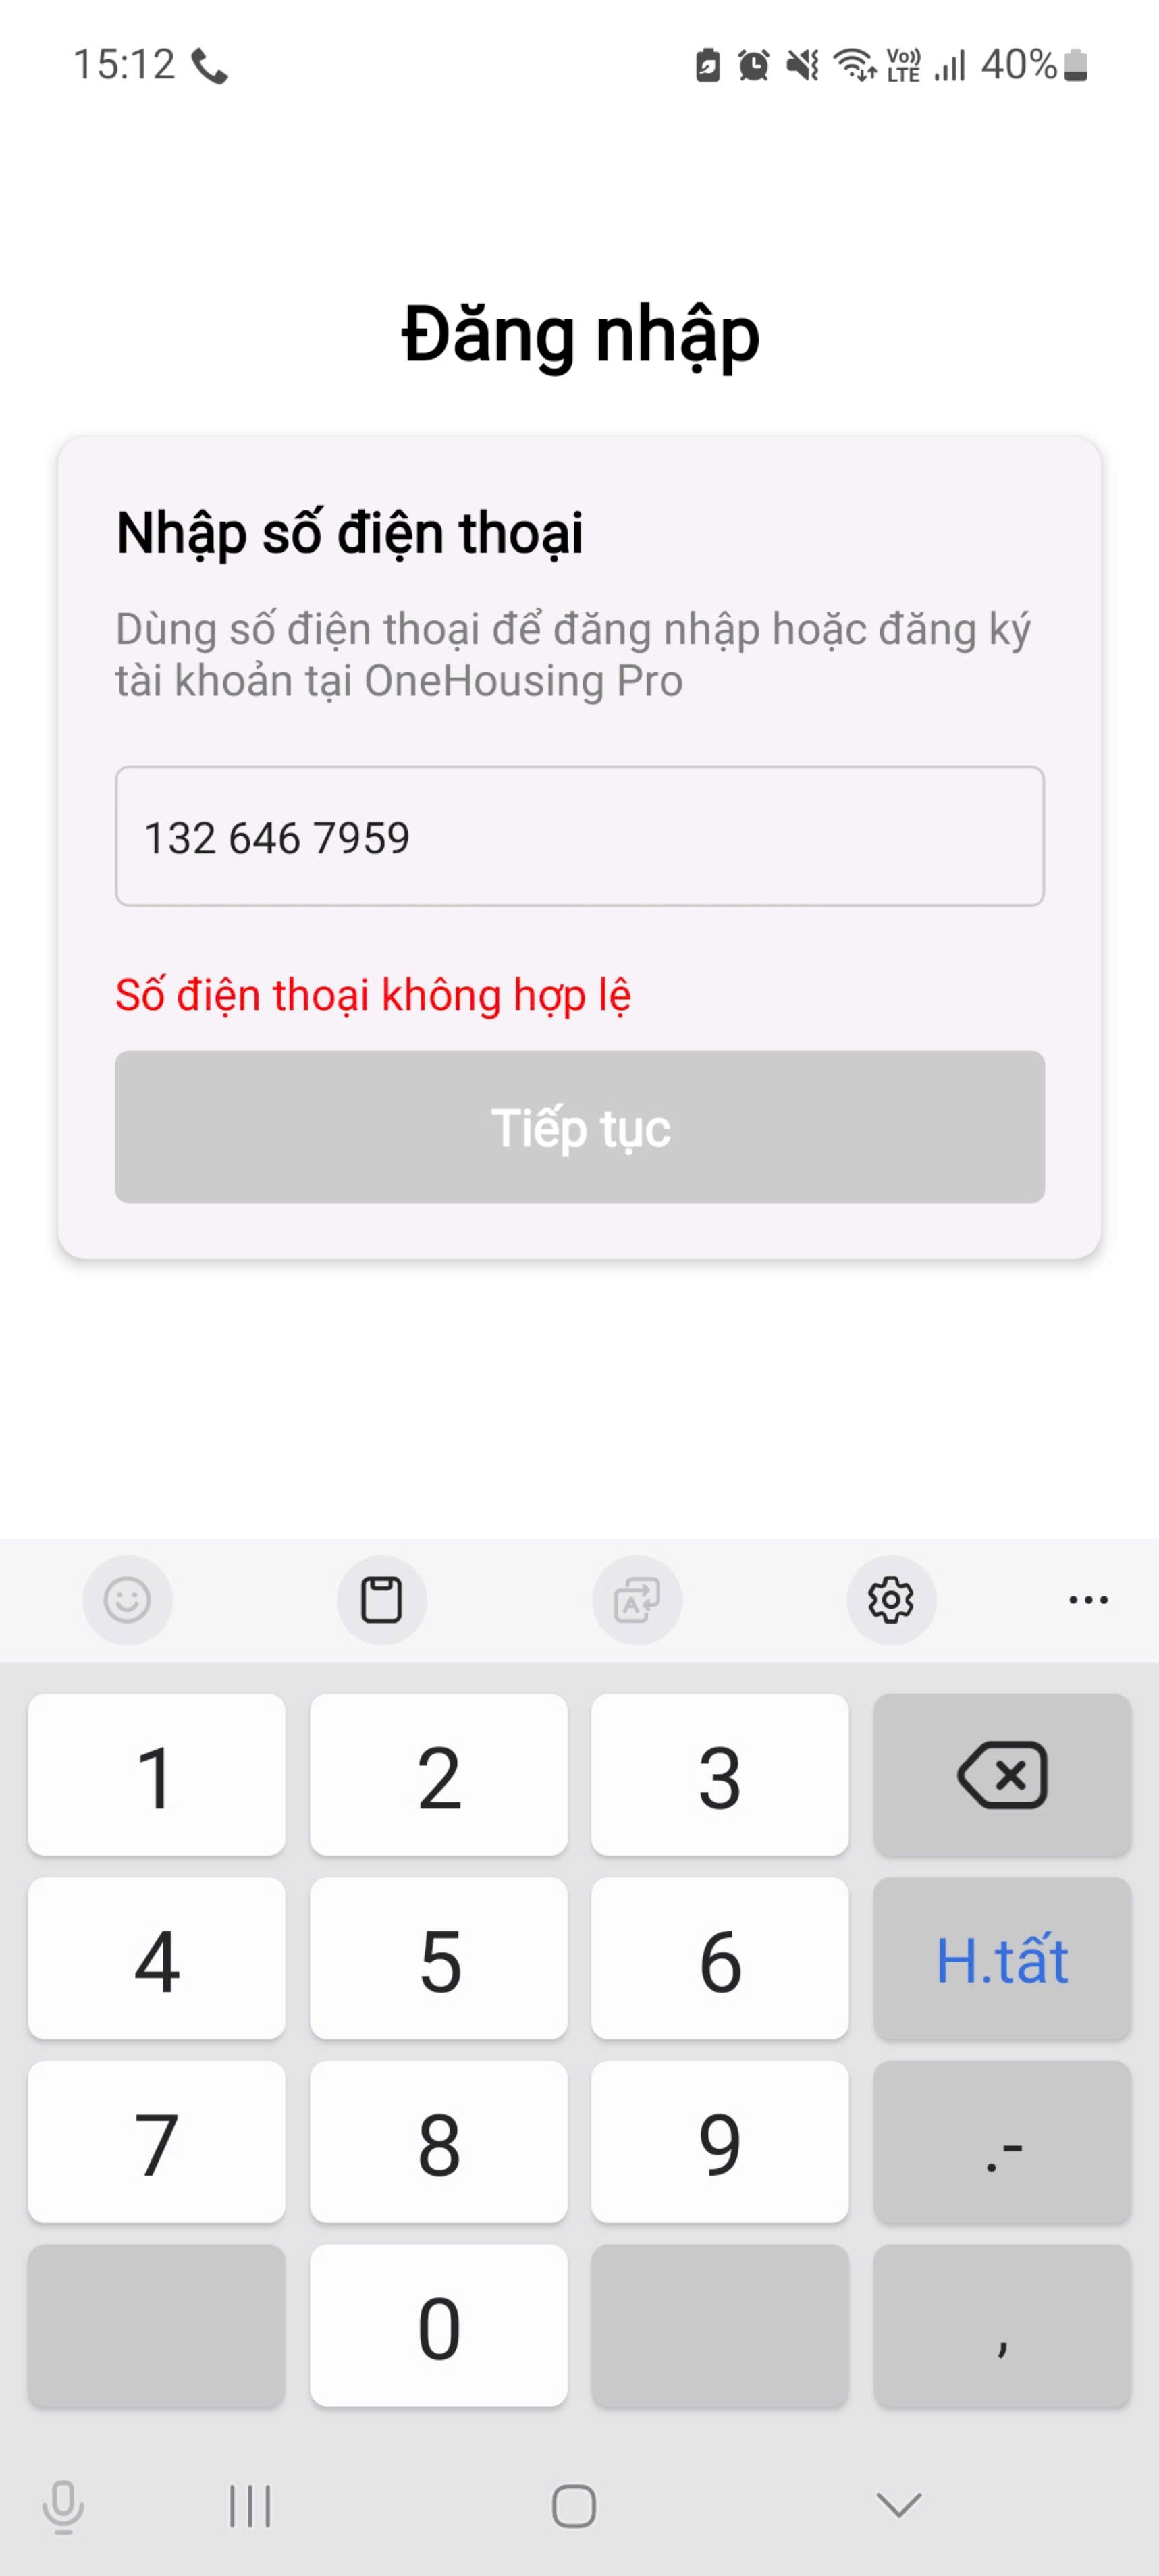 15:12
Vo)) LTE 40%
Đăng nhập
Nhập số điện thoại
Dùng số điện thoại để đăng nhập hoặc đăng ký
tài khoản tại OneHousing Pro
132 646 7959
Số điện thoại không hợp lệ
Tiếp tục
1 2 3
4 5 6 H.tất
7 8 9 .-
0 ,